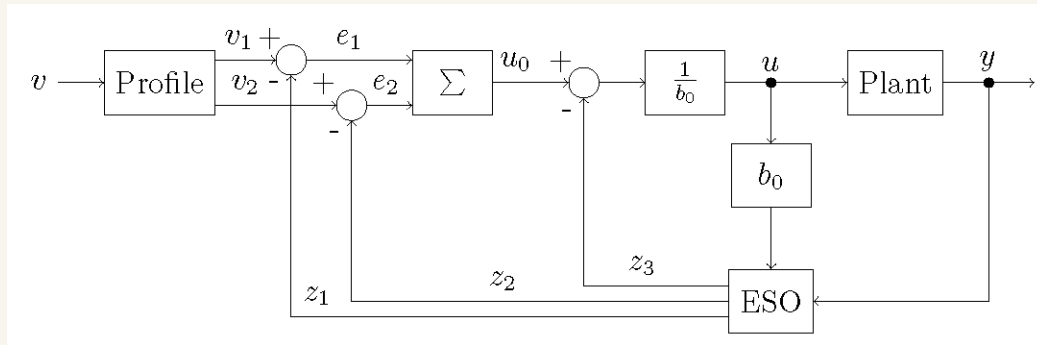 v₁ + e₁
v Profile - v₂ + e₂ - Σ u₀ + - 1/b₀ u Plant y
b₀
z₃
z₂
z₁
ESO